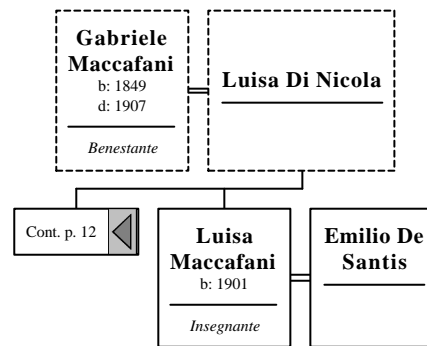 Gabriele
Maccafani
b: 1849
d: 1907
Benestante
Luisa Di Nicola
Cont. p. 12
Luisa
Maccafani
b: 1901
Insegnante
Emilio De
Santis